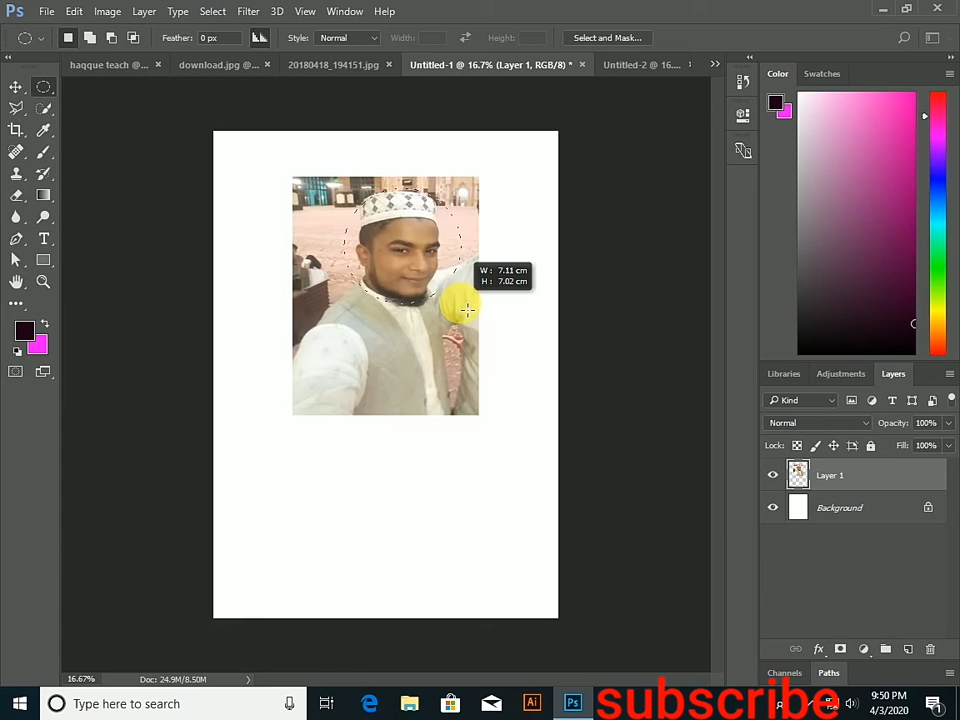 Ps File Edit Image Layer Type Select Filter 3D View Window Help
Feather: 0 px Style: Normal Width: Height: Select and Mask...
haqque teach @... × download.jpg @... × 20180418_194151.jpg × Untitled-1 @ 16.7% (Layer 1, RGB/8) * × Untitled-2 @ 16....
Color Swatches
W : 7.11 cm
H : 7.02 cm
Libraries Adjustments Layers
Kind
Normal Opacity: 100%
Lock: Fill: 100%
Layer 1
Background
fx
Channels Paths
16.67% Doc: 24.9M/8.50M
Type here to search
Ai Ps
subscribe
9:50 PM
4/3/2020
1